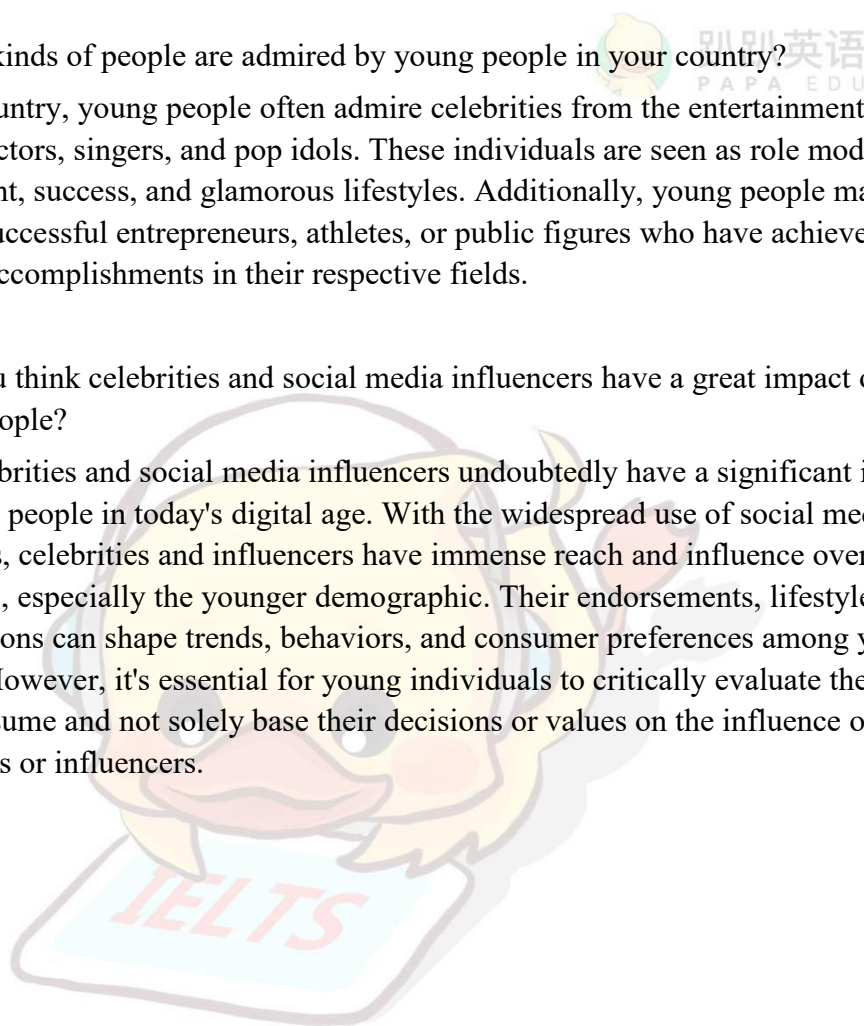 kinds of people are admired by young people in your country?
趴趴英语
PAPA EDU
untry, young people often admire celebrities from the entertainment
ctors, singers, and pop idols. These individuals are seen as role mod
nt, success, and glamorous lifestyles. Additionally, young people ma
uccessful entrepreneurs, athletes, or public figures who have achieve
ccomplishments in their respective fields.
u think celebrities and social media influencers have a great impact o
ople?
brities and social media influencers undoubtedly have a significant i
people in today's digital age. With the widespread use of social me
s, celebrities and influencers have immense reach and influence over
, especially the younger demographic. Their endorsements, lifestyle
ons can shape trends, behaviors, and consumer preferences among y
However, it's essential for young individuals to critically evaluate the
sume and not solely base their decisions or values on the influence o
s or influencers.
IELTS